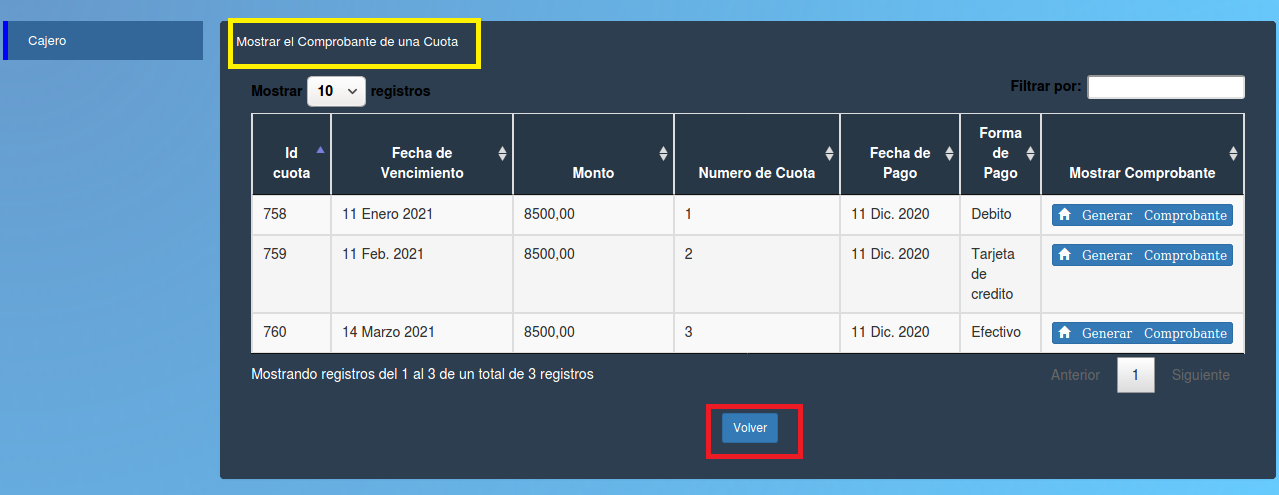 Cajero
Mostrar el Comprobante de una Cuota
Mostrar 10 registros
Filtrar por:
Id cuota Fecha de Vencimiento Monto Numero de Cuota Fecha de Pago Forma de Pago Mostrar Comprobante
758 11 Enero 2021 8500,00 1 11 Dic. 2020 Debito Generar Comprobante
759 11 Feb. 2021 8500,00 2 11 Dic. 2020 Tarjeta de credito Generar Comprobante
760 14 Marzo 2021 8500,00 3 11 Dic. 2020 Efectivo Generar Comprobante
Mostrando registros del 1 al 3 de un total de 3 registros
Anterior 1 Siguiente
Volver